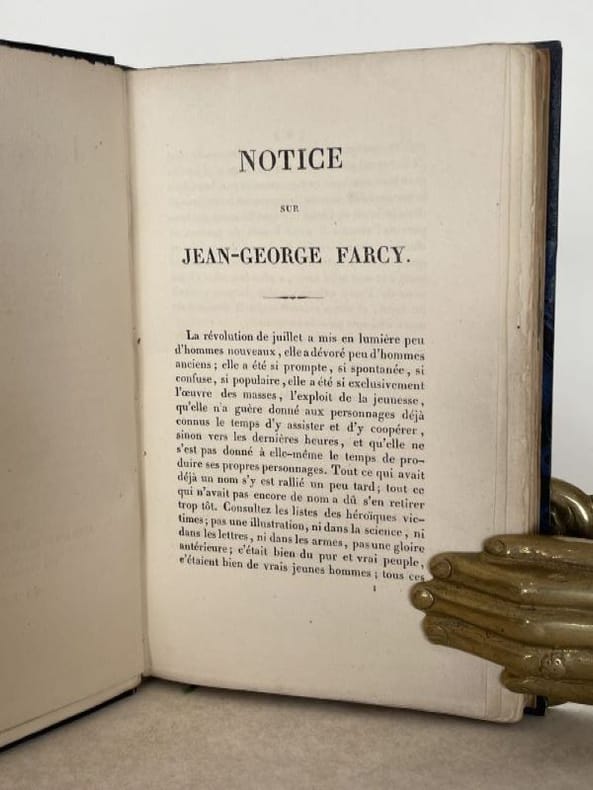 NOTICE
SUR
JEAN-GEORGE FARCY.
La révolution de juillet a mis en lumière peu
d'hommes nouveaux, elle a dévoré peu d'hommes
anciens; elle a été si prompte, si spontanée, si
confuse, si populaire, elle a été si exclusivement
l'œuvre des masses, l'exploit de la jeunesse,
qu'elle n'a guère donné aux personnages déjà
connus le temps d'y assister et d'y coopérer,
sinon vers les dernières heures, et qu'elle ne
s'est pas donné à elle-même le temps de pro-
duire ses propres personnages. Tout ce qui avait
déjà un nom s'y est rallié un peu tard; tout ce
qui n'avait pas encore de nom a dû s'en retirer
trop tôt. Consultez les listes des héroïques vic-
times; pas une illustration, ni dans la science, ni
dans les lettres, ni dans les armes, pas une gloire
antérieure; c'était bien du pur et vrai peuple,
c'étaient bien de vrais jeunes hommes; tous ces
1